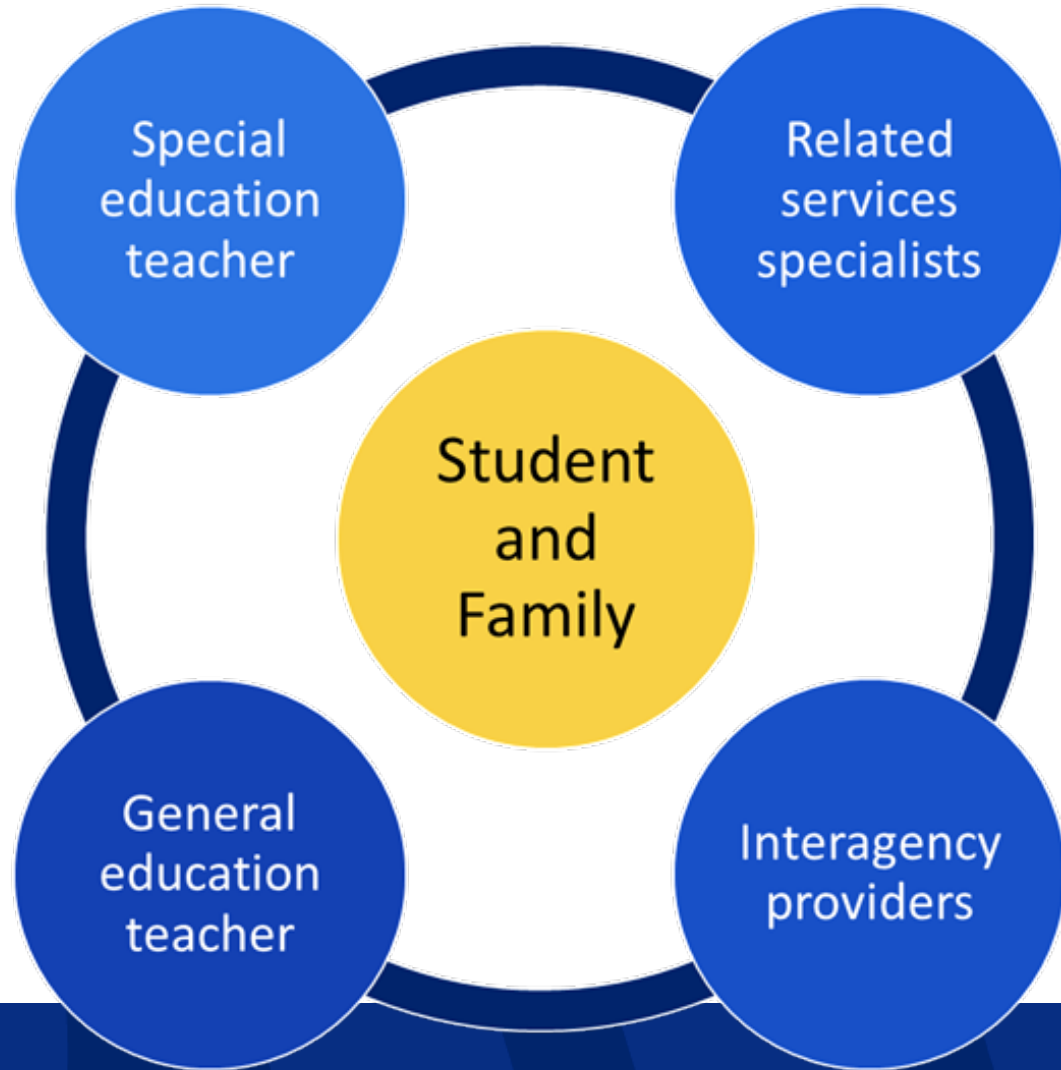 Special
education
teacher
Related
services
specialists
Student
and
Family
General
education
teacher
Interagency
providers